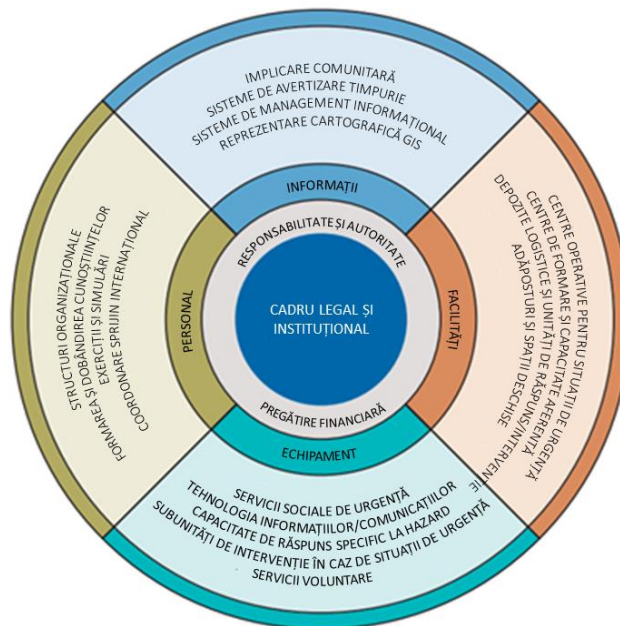 IMPLICARE COMUNITARĂ
SISTEME DE AVERTIZARE TIMPURIE
SISTEME DE MANAGEMENT INFORMAȚIONAL
REPREZENTARE CARTOGRAFICĂ GIS
INFORMAȚII
RESPONSABILITATE ȘI AUTORITATE
CADRU LEGAL ȘI
INSTITUȚIONAL
PREGĂTIRE FINANCIARĂ
PERSONAL
STRUCTURI ORGANIZAȚIONALE
FORMAREA ȘI DOBÂNDIREA CUNOȘTIINȚELOR
EXERCIȚII ȘI SIMULĂRI
COORDONARE SPRIJIN INTERNAȚIONAL
FACILITĂȚI
CENTRE OPERATIVE PENTRU SITUAȚII DE URGENȚĂ
CENTRE DE FORMARE ȘI CAPACITATE AFERENTĂ
DEPOZITE LOGISTICE ȘI UNITĂȚI DE RĂSPUNS/INTERVENȚIE
ADĂPOSTURI ȘI SPAȚII DESCHISE
ECHIPAMENT
SERVICII SOCIALE DE URGENȚĂ
TEHNOLOGIA INFORMAȚIILOR/COMUNICAȚIILOR
CAPACITATE DE RĂSPUNS SPECIFIC LA HAZARD
SUBUNITĂȚI DE INTERVENȚIE ÎN CAZ DE SITUAȚII DE URGENȚĂ
SERVICII VOLUNTARE